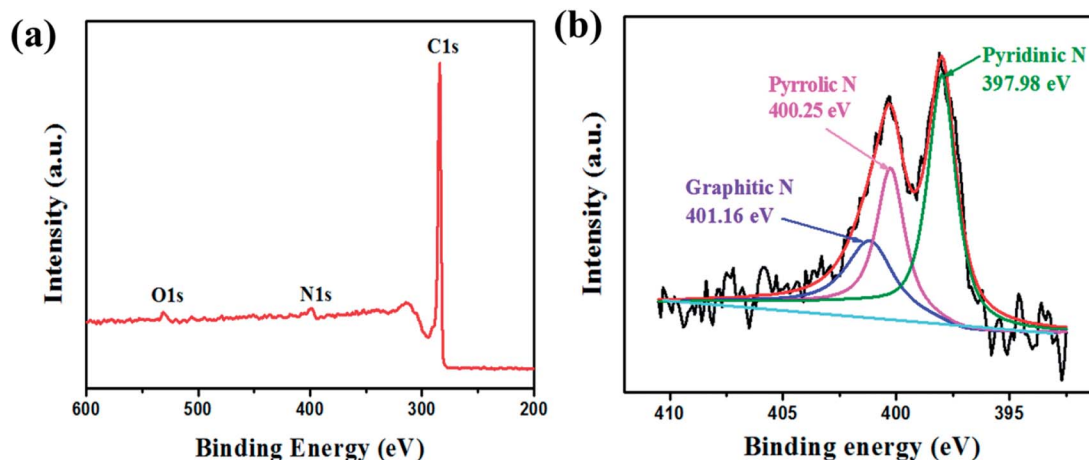 (a)
C1s
O1s
N1s
Intensity (a.u.)
600
500
400
300
200
Binding Energy (eV)
(b)
Pyridinic N
397.98 eV
Pyrrolic N
400.25 eV
Graphitic N
401.16 eV
Intensity (a.u.)
410
405
400
395
Binding energy (eV)